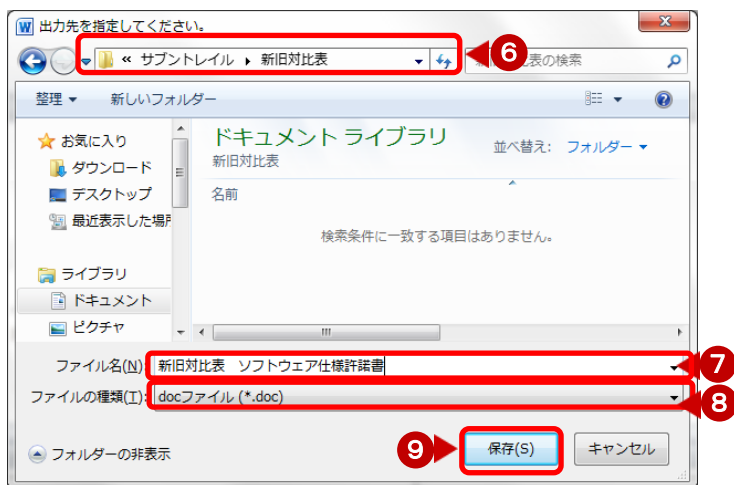 出力先を指定してください。
« サブントレイル ▸ 新旧対比表
6
比表の検索
整理 ▼ 新しいフォルダー
お気に入り
ダウンロード
デスクトップ
最近表示した場所
ライブラリ
ドキュメント
ピクチャ
ドキュメント ライブラリ
新旧対比表
並べ替え: フォルダー ▼
名前
検索条件に一致する項目はありません。
ファイル名(N): 新旧対比表 ソフトウェア仕様許諾書
7
ファイルの種類(T): docファイル (*.doc)
8
フォルダーの非表示
9
保存(S)
キャンセル